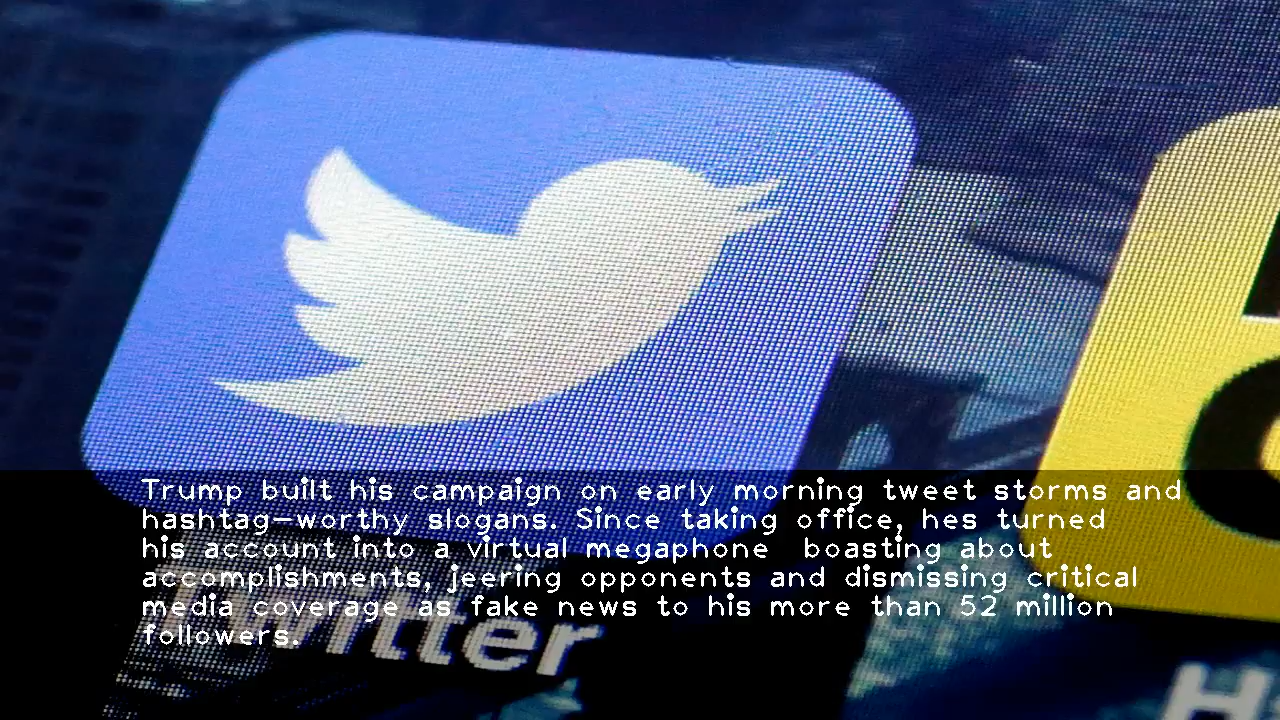 Trump built his campaign on early morning tweet storms and
hashtag-worthy slogans. Since taking office, hes turned
his account into a virtual megaphone  boasting about
accomplishments, jeering opponents and dismissing critical
media coverage as fake news to his more than 52 million
followers.
Twitter
H